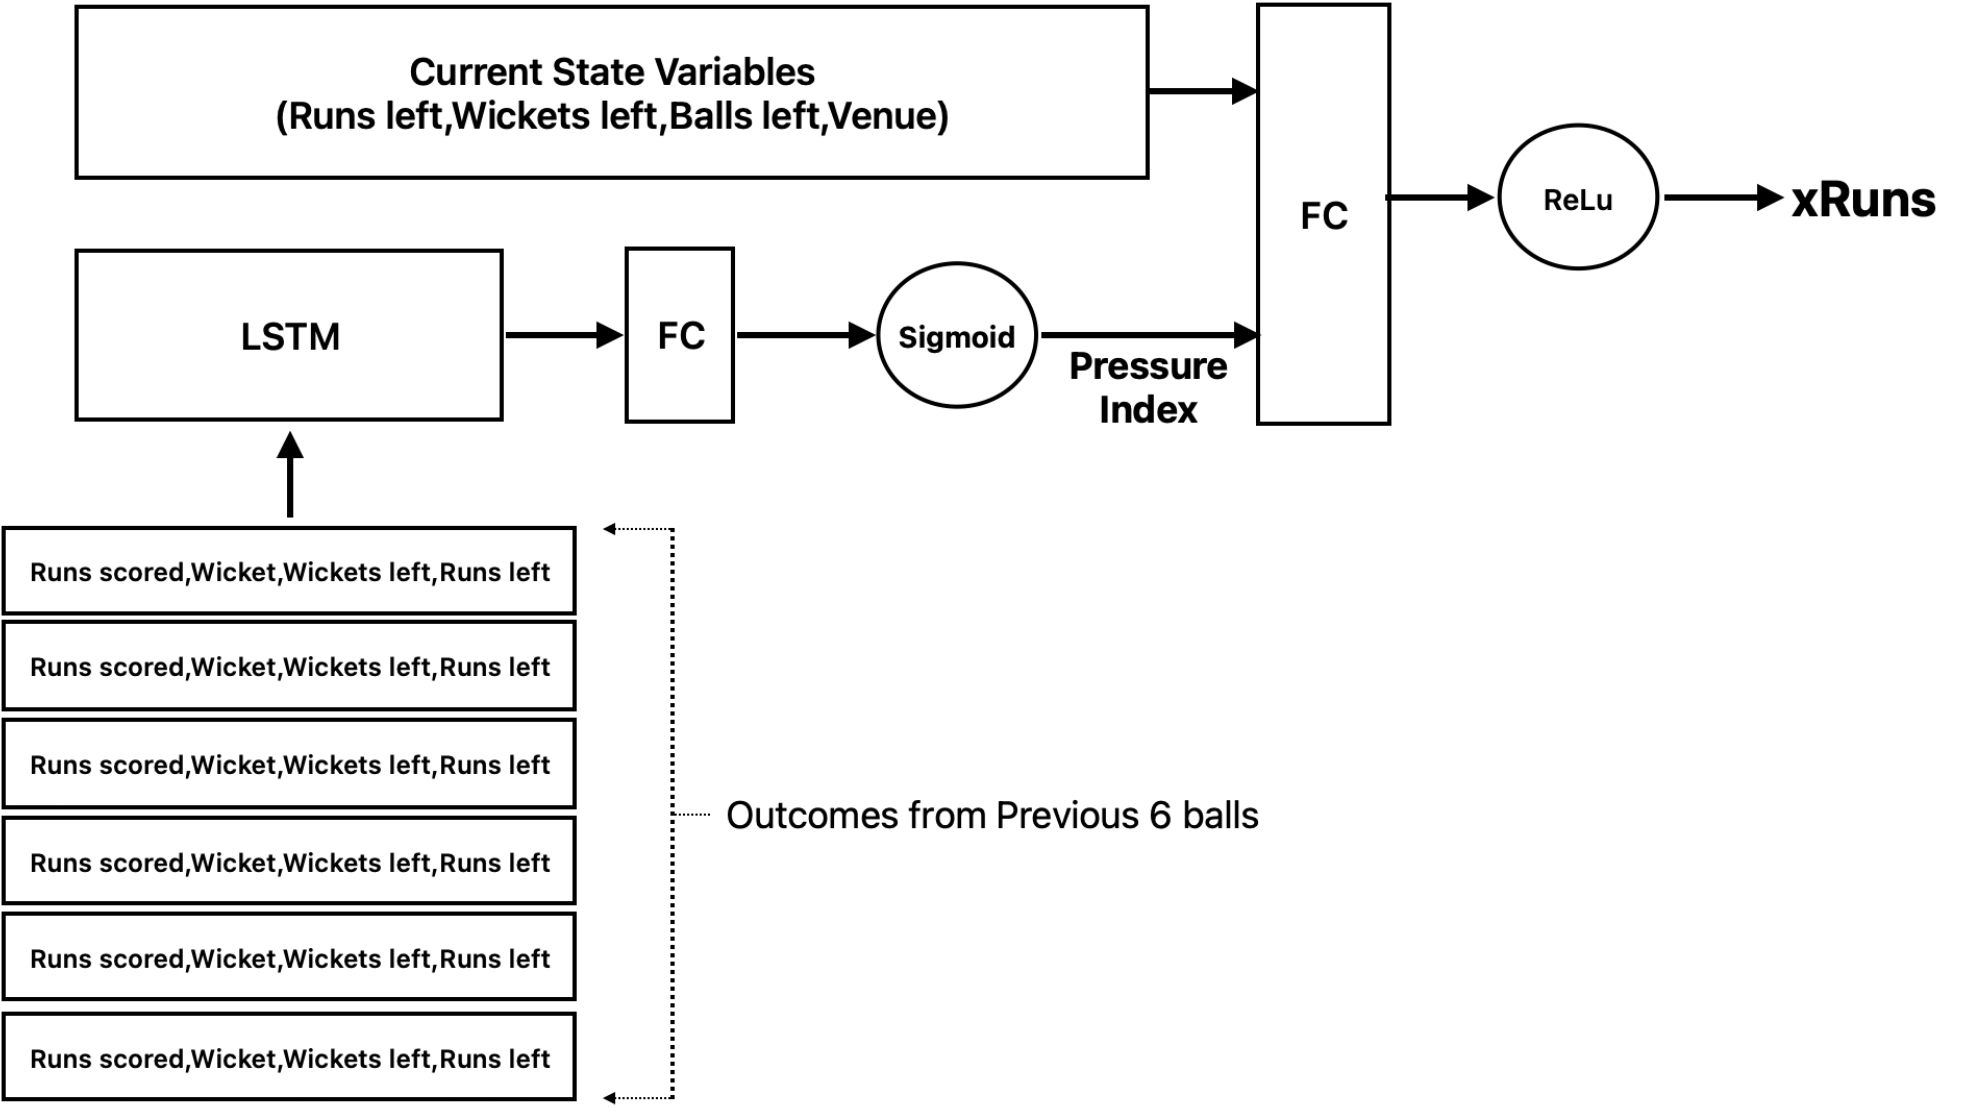 Current State Variables
(Runs left,Wickets left,Balls left,Venue)
FC
ReLu
xRuns
LSTM
FC
Sigmoid
Pressure
Index
Runs scored,Wicket,Wickets left,Runs left
Runs scored,Wicket,Wickets left,Runs left
Runs scored,Wicket,Wickets left,Runs left
Runs scored,Wicket,Wickets left,Runs left
Runs scored,Wicket,Wickets left,Runs left
Runs scored,Wicket,Wickets left,Runs left
Outcomes from Previous 6 balls